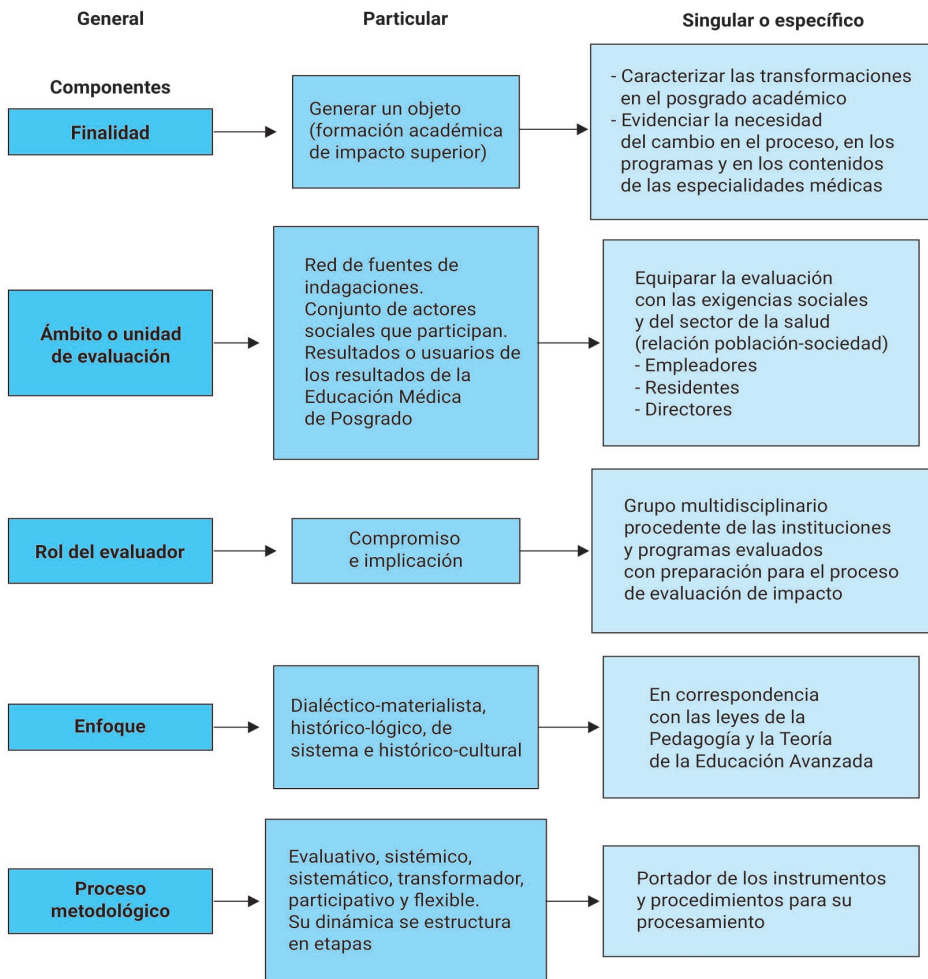 General
Particular
Singular o específico
Componentes
Finalidad
Generar un objeto
(formación académica
de impacto superior)
- Caracterizar las transformaciones
en el posgrado académico
- Evidenciar la necesidad
del cambio en el proceso, en los
programas y en los contenidos
de las especialidades médicas
Ámbito o unidad
de evaluación
Red de fuentes de
indagaciones.
Conjunto de actores
sociales que participan.
Resultados o usuarios de
los resultados de la
Educación Médica
de Posgrado
Equiparar la evaluación
con las exigencias sociales
y del sector de la salud
(relación población-sociedad)
- Empleadores
- Residentes
- Directores
Rol del evaluador
Compromiso
e implicación
Grupo multidisciplinario
procedente de las instituciones
y programas evaluados
con preparación para el proceso
de evaluación de impacto
Enfoque
Dialéctico-materialista,
histórico-lógico, de
sistema e histórico-cultural
En correspondencia
con las leyes de la
Pedagogía y la Teoría
de la Educación Avanzada
Proceso
metodológico
Evaluativo, sistémico,
sistemático, transformador,
participativo y flexible.
Su dinámica se estructura
en etapas
Portador de los instrumentos
y procedimientos para su
procesamiento